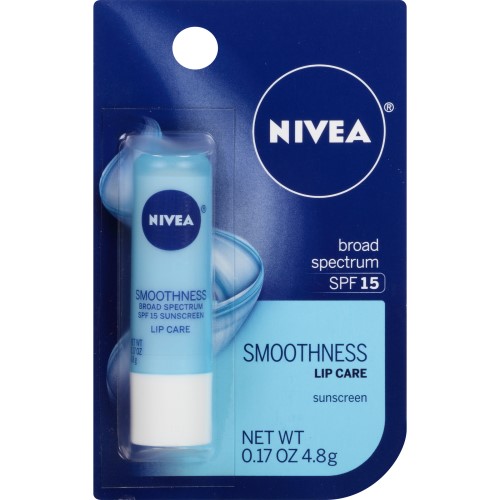 NIVEA®
broad
spectrum
SPF 15
SMOOTHNESS
LIP CARE
sunscreen
NET WT
0.17 OZ 4.8g
NIVEA®
SMOOTHNESS
BROAD SPECTRUM
SPF 15 SUNSCREEN
LIP CARE